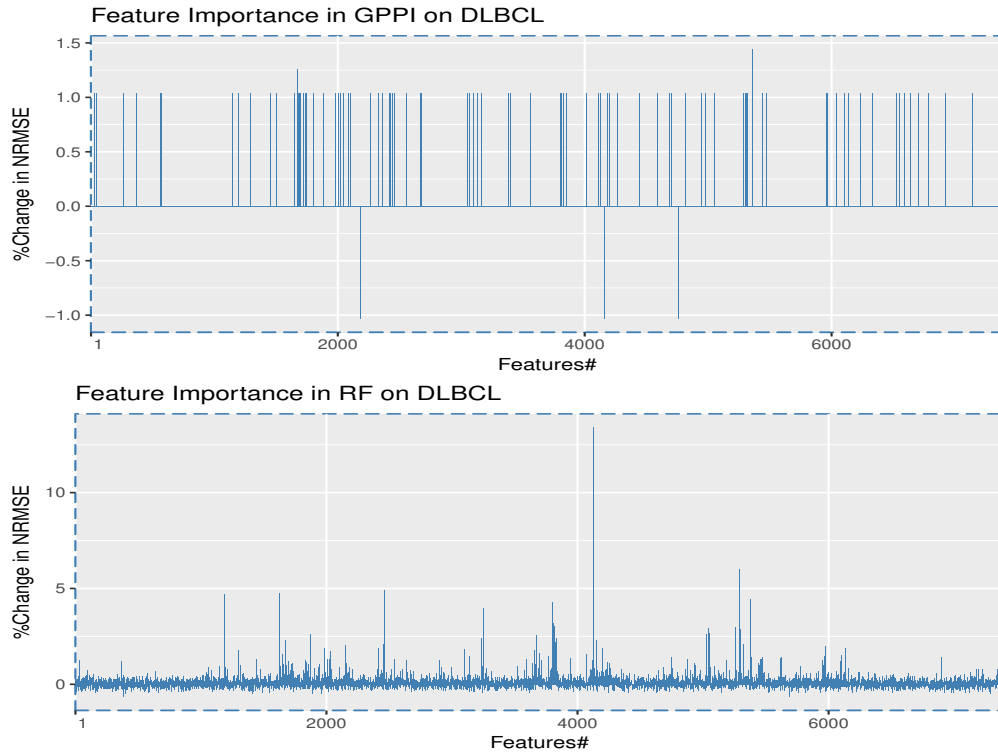 Feature Importance in GPPI on DLBCL
1.5
1.0
0.5
0.0
−0.5
−1.0
%Change in NRMSE
1 2000 4000 6000
Features#
Feature Importance in RF on DLBCL
10
5
0
%Change in NRMSE
1 2000 4000 6000
Features#